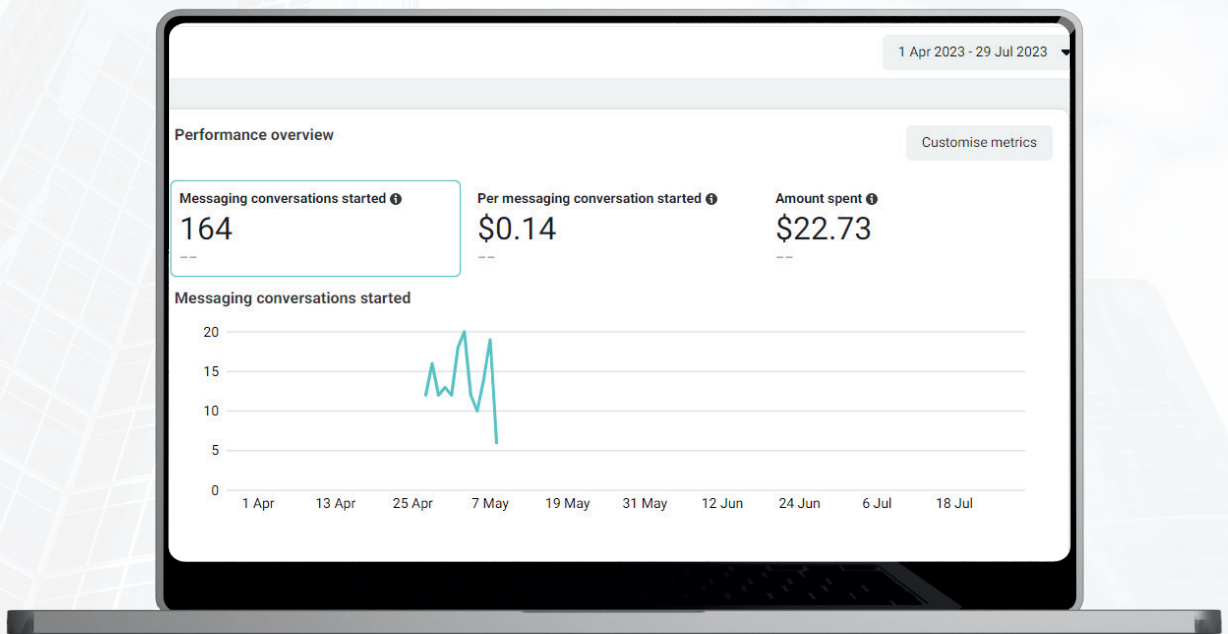 1 Apr 2023 - 29 Jul 2023
Performance overview
Customise metrics
Messaging conversations started
Per messaging conversation started
Amount spent
164
$0.14
$22.73
--
--
--
Messaging conversations started
20
15
10
5
0
1 Apr 13 Apr 25 Apr 7 May 19 May 31 May 12 Jun 24 Jun 6 Jul 18 Jul